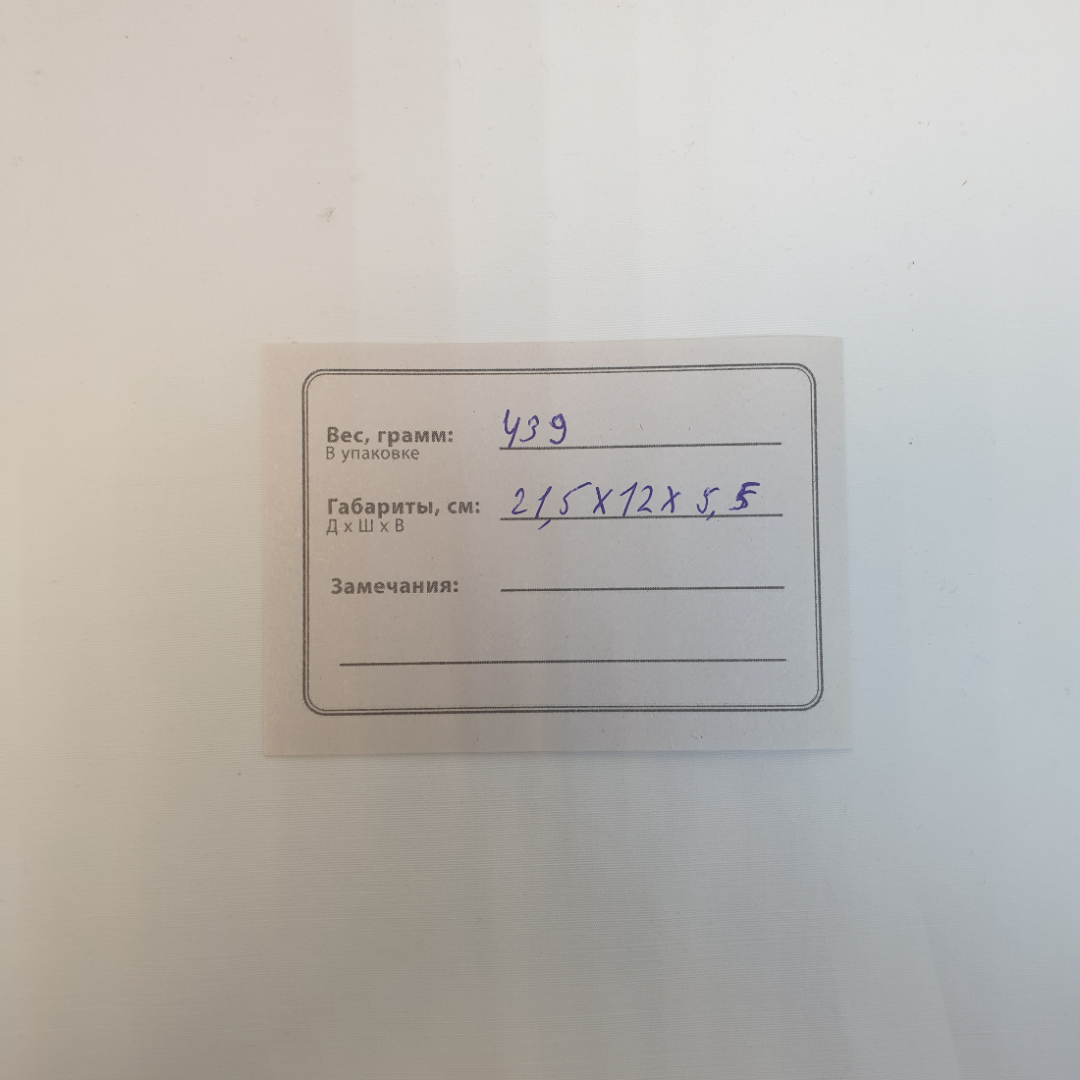 Вес, грамм: 439
В упаковке
Габариты, см: 21,5 X 12 X 5,5
Д х Ш х В
Замечания: